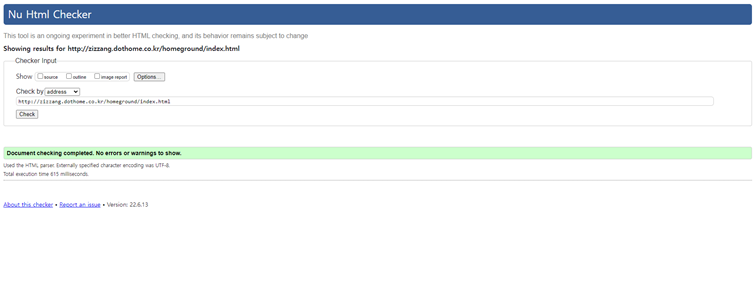 Nu Html Checker
This tool is an ongoing experiment in better HTML checking, and its behavior remains subject to change
Showing results for http://zizzang.dothome.co.kr/homeground/index.html
Checker Input
Show source outline image report Options...
Check by address
http://zizzang.dothome.co.kr/homeground/index.html
Check
Document checking completed. No errors or warnings to show.
Used the HTML parser. Externally specified character encoding was UTF-8.
Total execution time 615 milliseconds.
About this checker • Report an issue • Version: 22.6.13